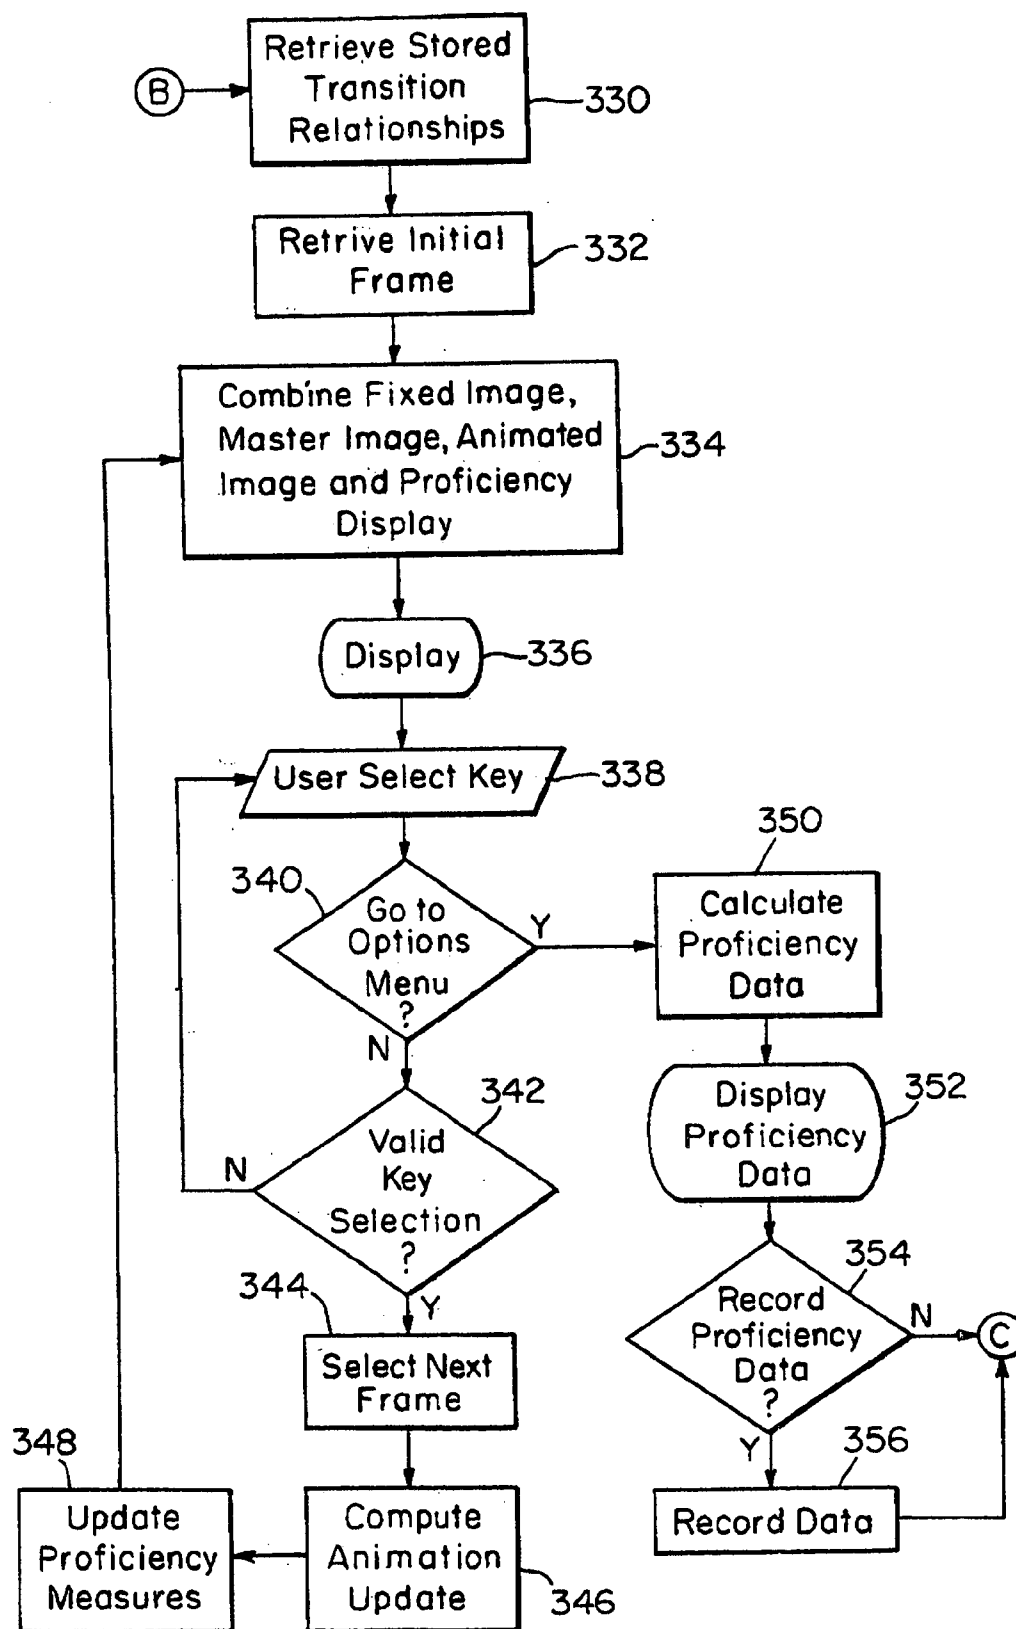 Retrieve Stored
Transition
Relationships
B
330
Retrive Initial
Frame
332
Combine Fixed Image,
Master Image, Animated
Image and Proficiency
Display
334
Display
336
User Select Key
338
340
Go to
Options
Menu
?
Y
N
350
Calculate
Proficiency
Data
342
Valid
Key
Selection
?
N
Y
Display
Proficiency
Data
352
344
Select Next
Frame
354
Record
Proficiency
Data
?
N
C
Y
348
Update
Proficiency
Measures
Compute
Animation
Update
346
356
Record Data